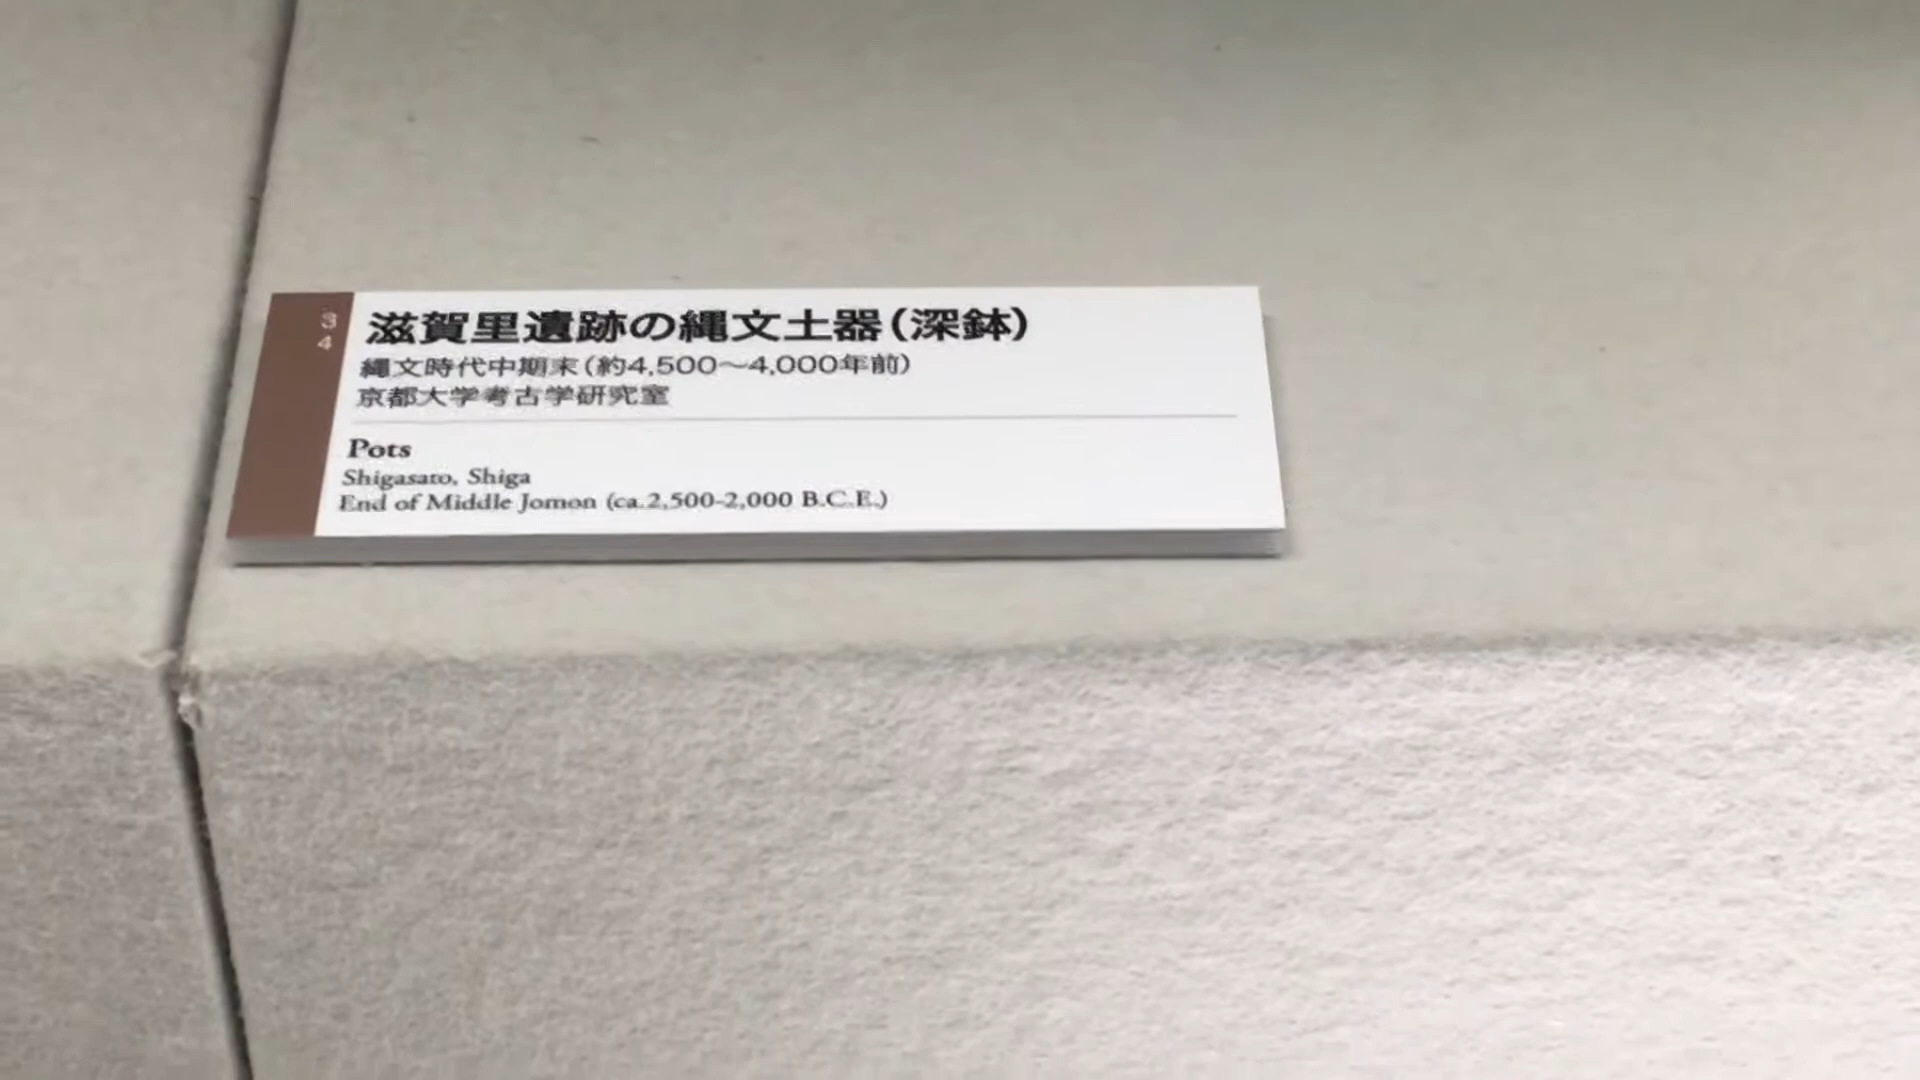 3
4
滋賀里遺跡の縄文土器(深鉢)
縄文時代中期末(約4,500〜4,000年前)
京都大学考古学研究室
Pots
Shigasato, Shiga
End of Middle Jomon (ca.2,500-2,000 B.C.E.)